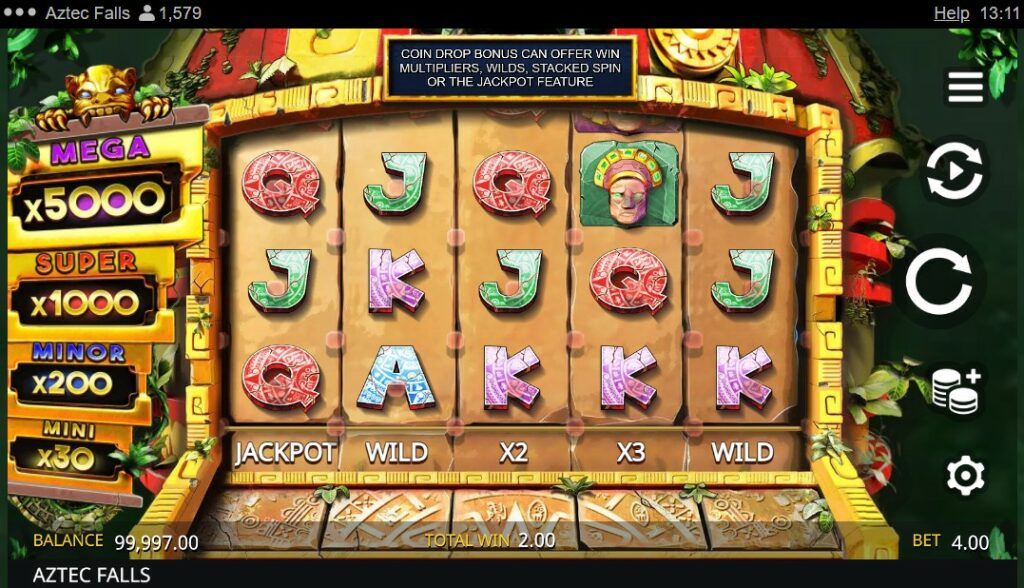 Aztec Falls 1,579
Help 13:11
COIN DROP BONUS CAN OFFER WIN
MULTIPLIERS, WILDS, STACKED SPIN
OR THE JACKPOT FEATURE
MEGA
x5000
SUPER
x1000
MINOR
x200
MINI
x30
Q J Q J
J K J Q J
Q A K K K
JACKPOT WILD X2 X3 WILD
BALANCE 99,997.00 TOTAL WIN 2.00 BET 4.00
AZTEC FALLS